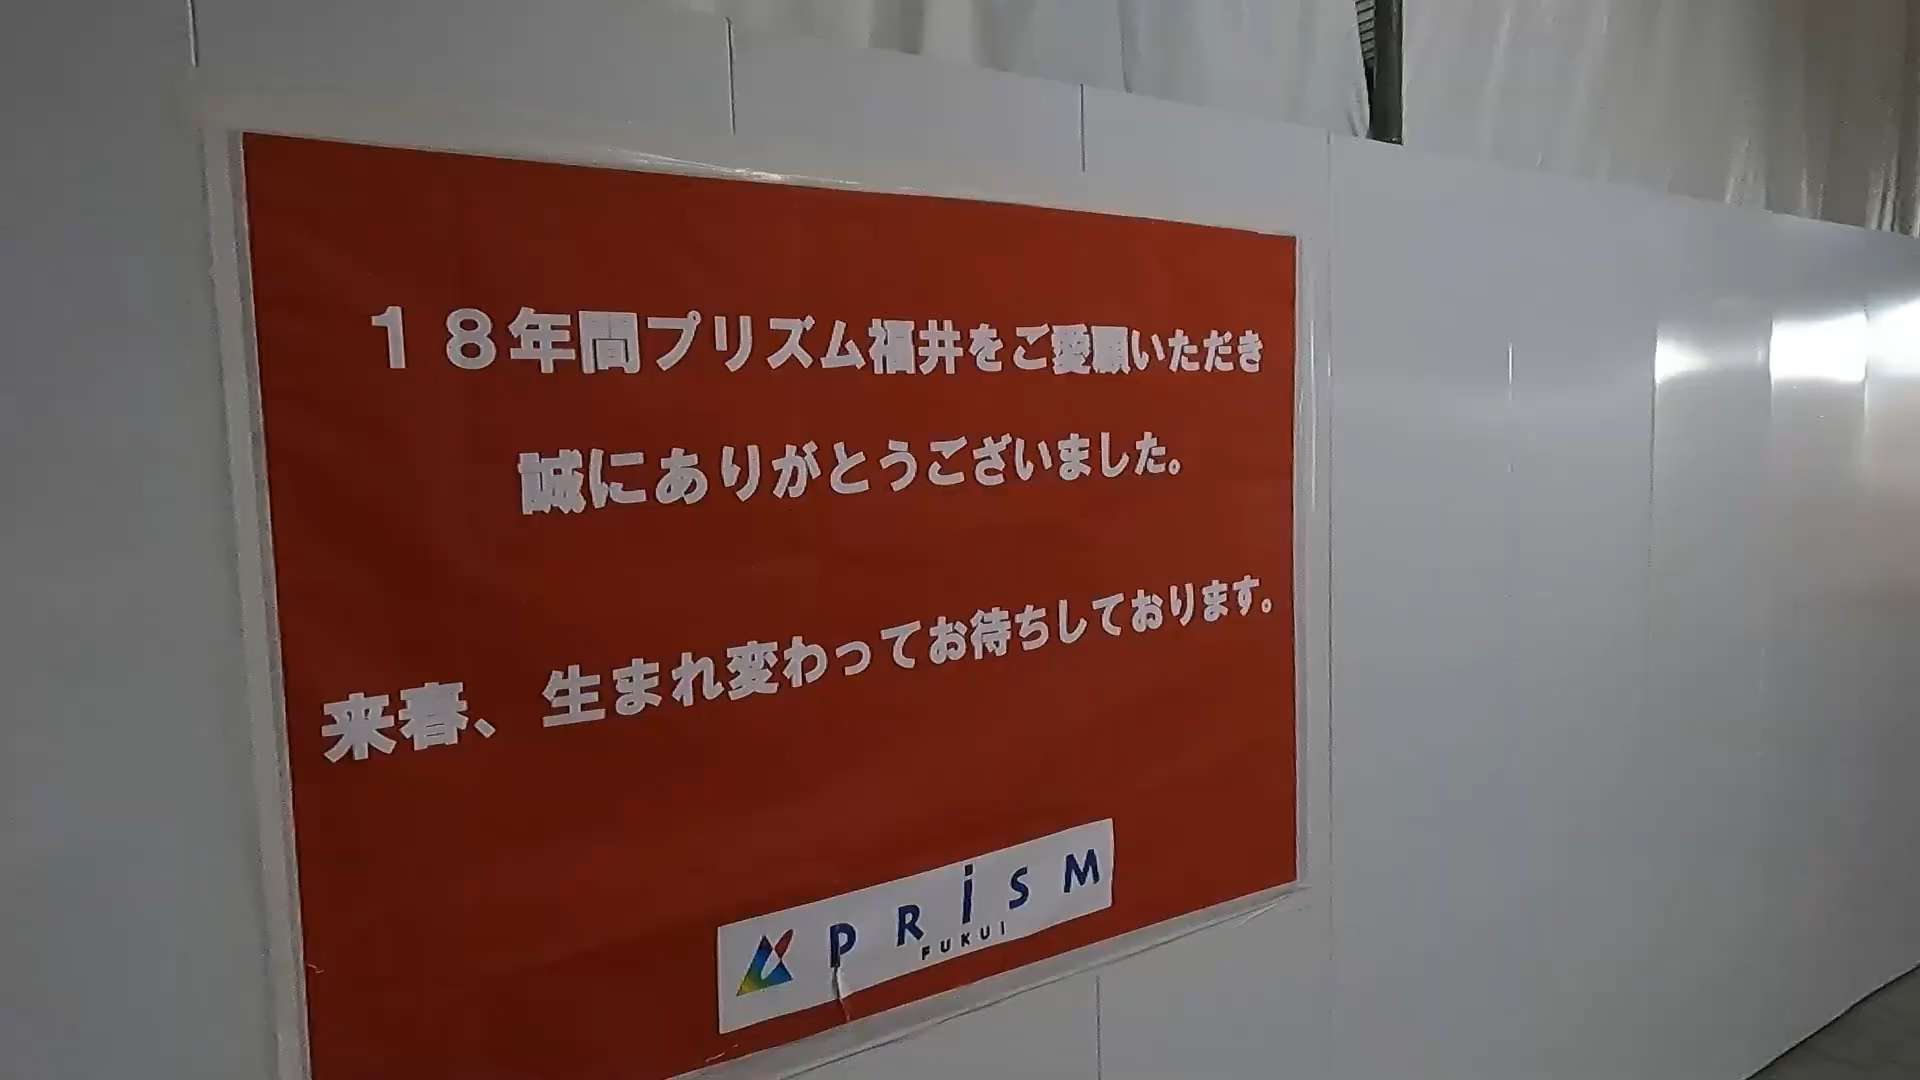 １８年間プリズム福井をご愛願いただき
誠にありがとうございました。
来春、生まれ変わってお待ちしております。
PRiSM
FUKUI